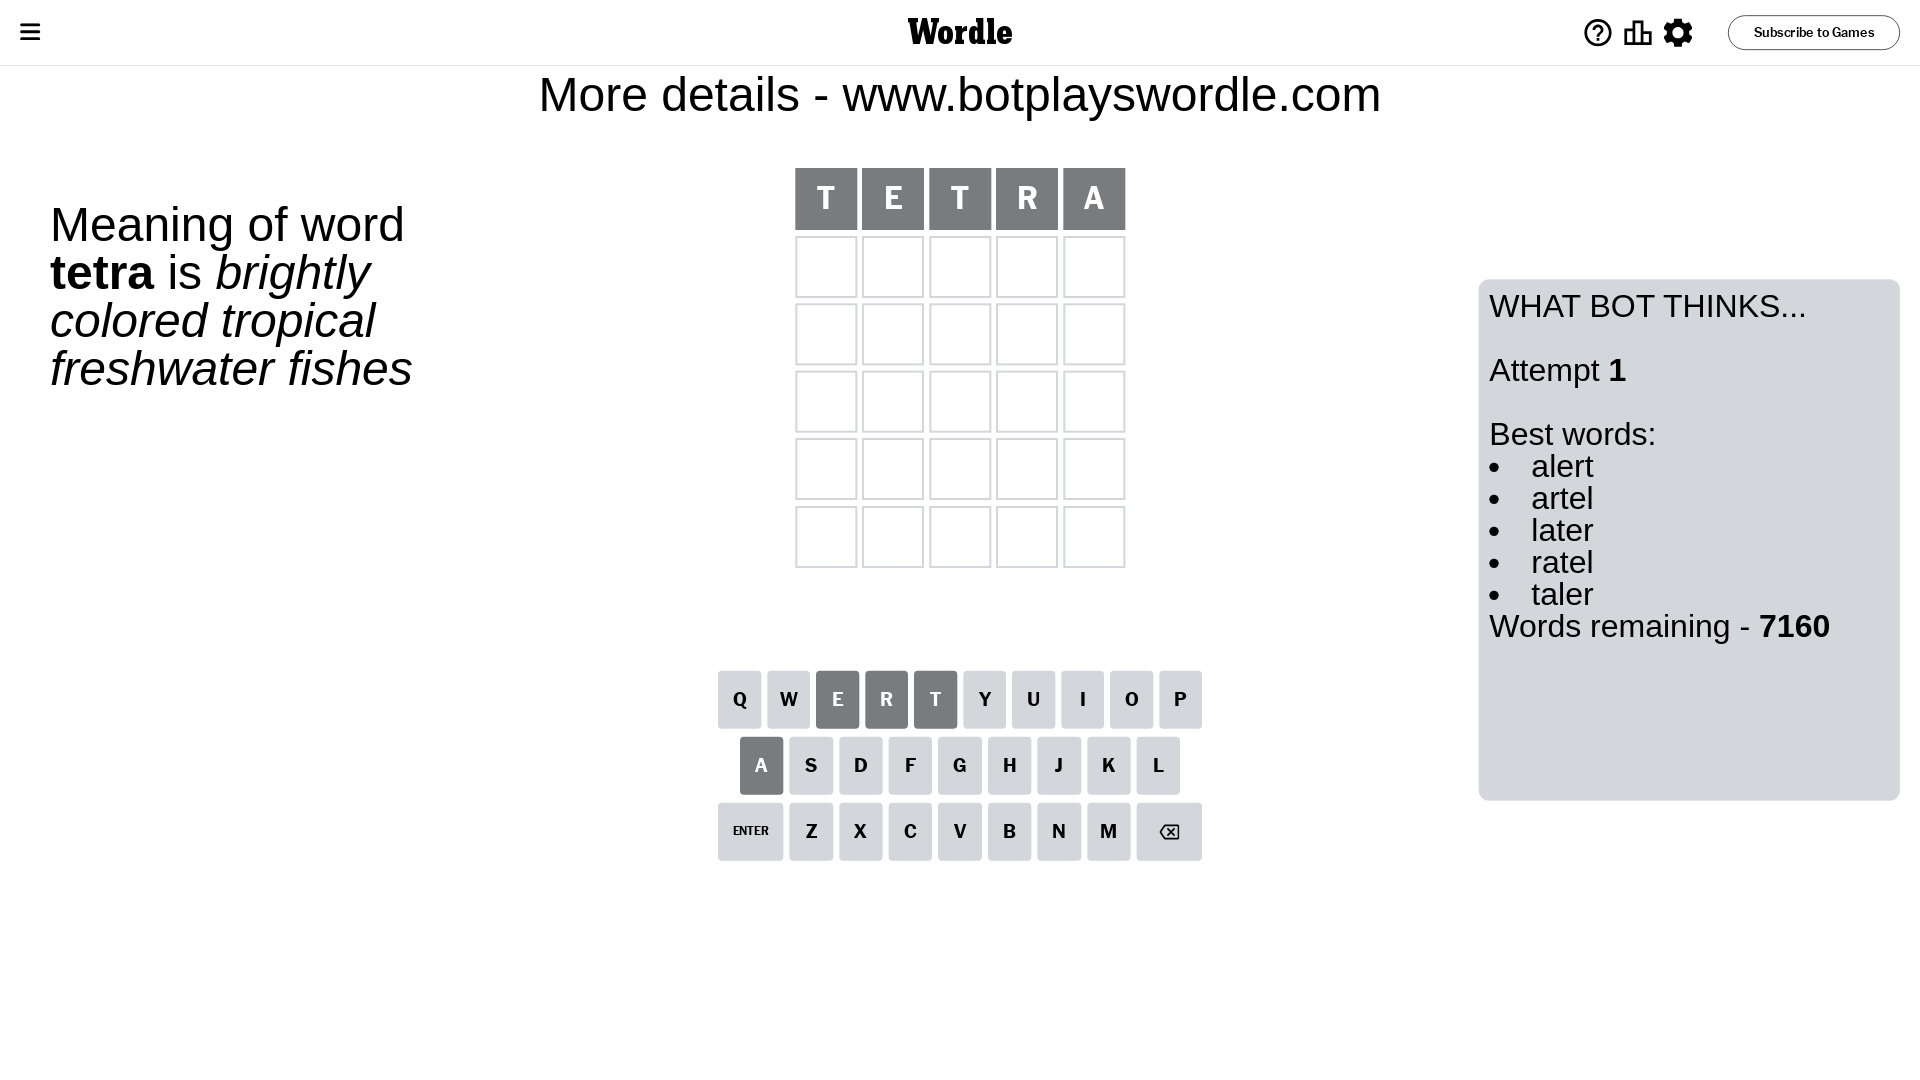 Wordle
Subscribe to Games
More details - www.botplayswordle.com
Meaning of word
tetra is brightly
colored tropical
freshwater fishes
T E T R A
WHAT BOT THINKS...
Attempt 1
Best words:
• alert
• artel
• later
• ratel
• taler
Words remaining - 7160
Q W E R T Y U I O P
A S D F G H J K L
ENTER Z X C V B N M